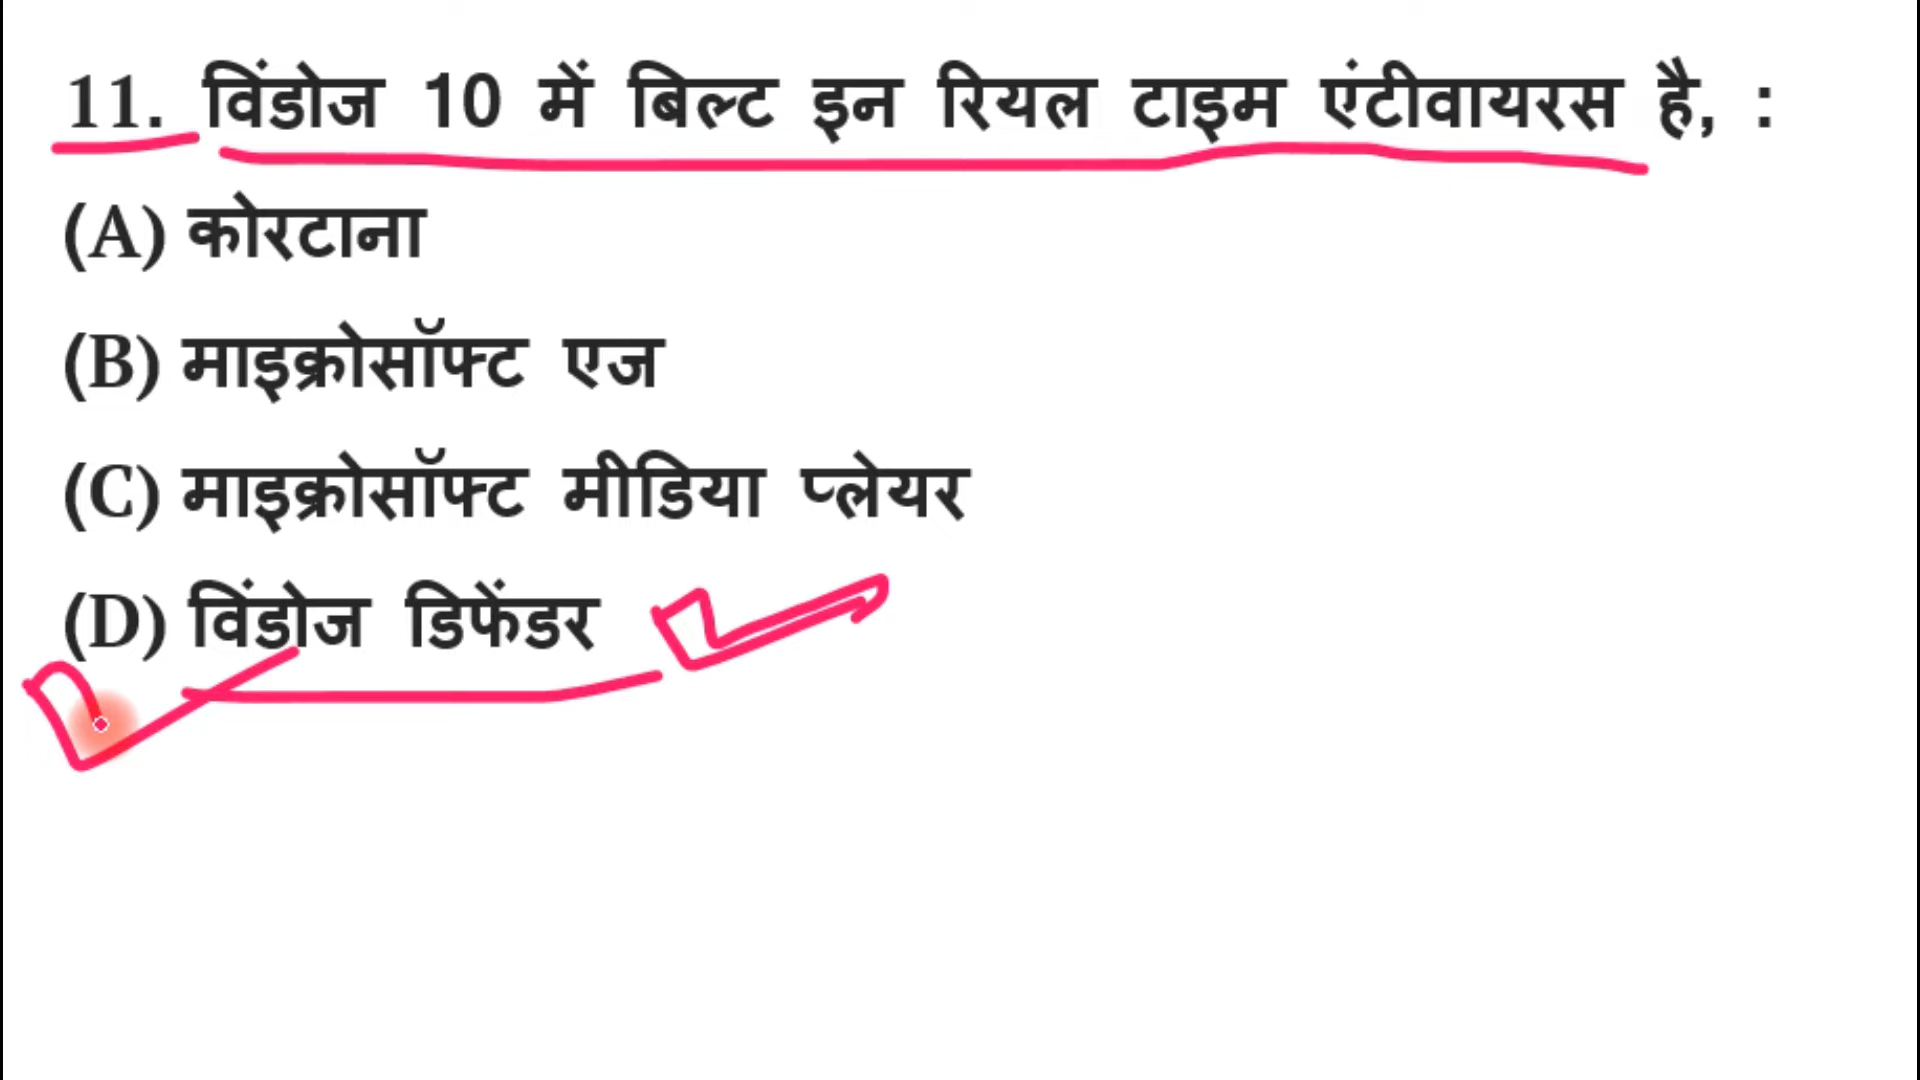 11. विंडोज 10 में बिल्ट इन रियल टाइम एंटीवायरस है, :
(A) कोरटाना
(B) माइक्रोसॉफ्ट एज
(C) माइक्रोसॉफ्ट मीडिया प्लेयर
(D) विंडोज डिफेंडर